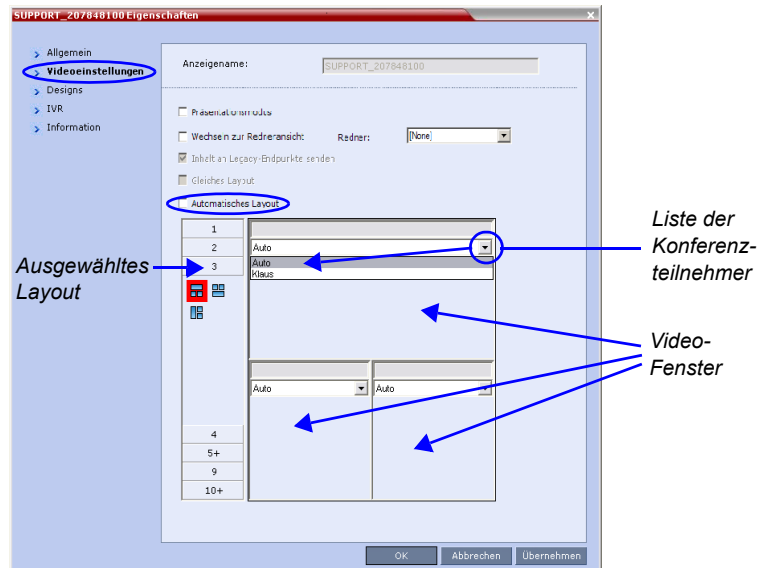 SUPPORT_207848100 Eigenschaften
Allgemein
Videoeinstellungen
Designs
IVR
Information
Anzeigename:
SUPPORT_207848100
Präsentationsmodus
Wechseln zur Redneransicht
Redner:
[None]
Inhalt an Legacy-Endpunkte senden
Gleiches Layout
Automatisches Layout
1
2
3
Auto
Auto
Klaus
Auto
Auto
4
5+
9
10+
Ausgewähltes
Layout
Liste der
Konferenz-
teilnehmer
Video-
Fenster
OK
Abbrechen
Übernehmen